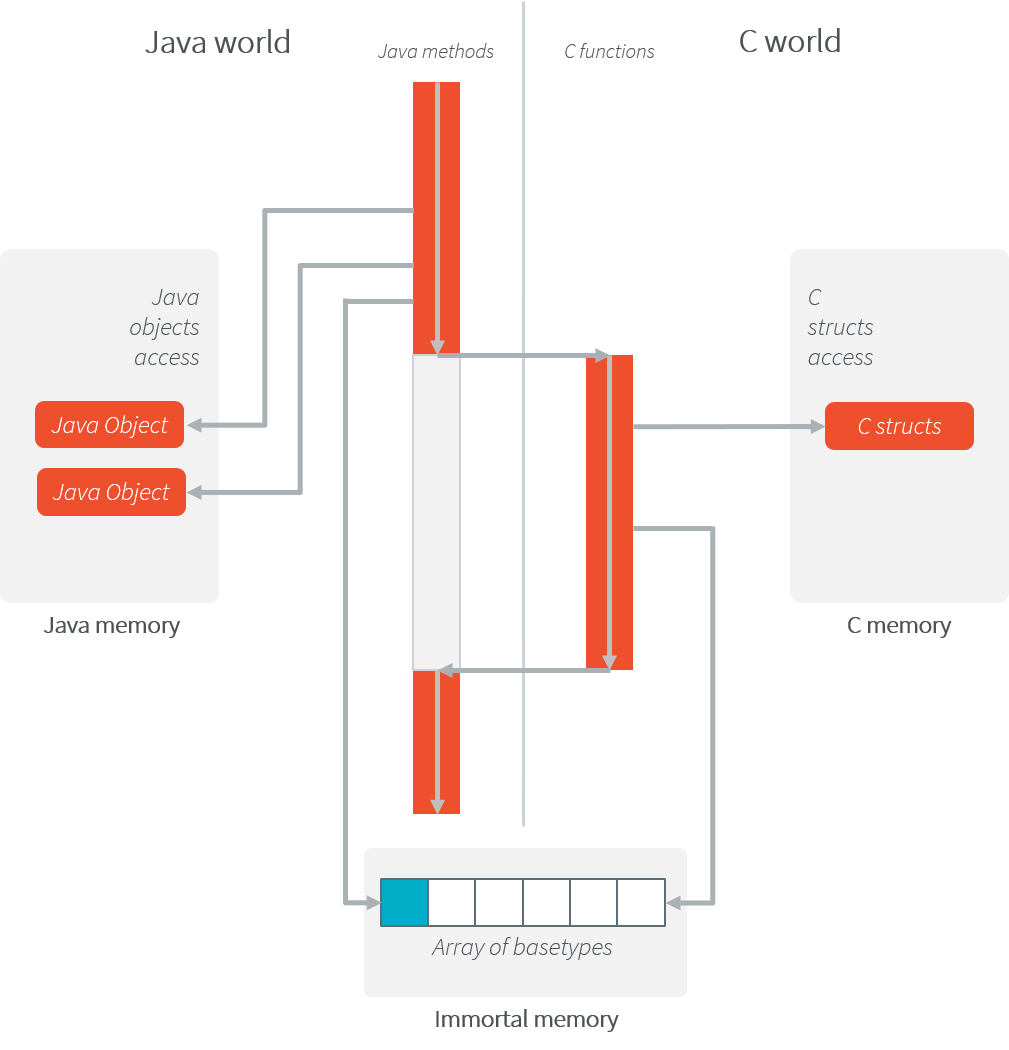 Java world
Java methods
C functions
C world
Java
objects
access
Java Object
Java Object
Java memory
C
structs
access
C structs
C memory
Array of basetypes
Immortal memory